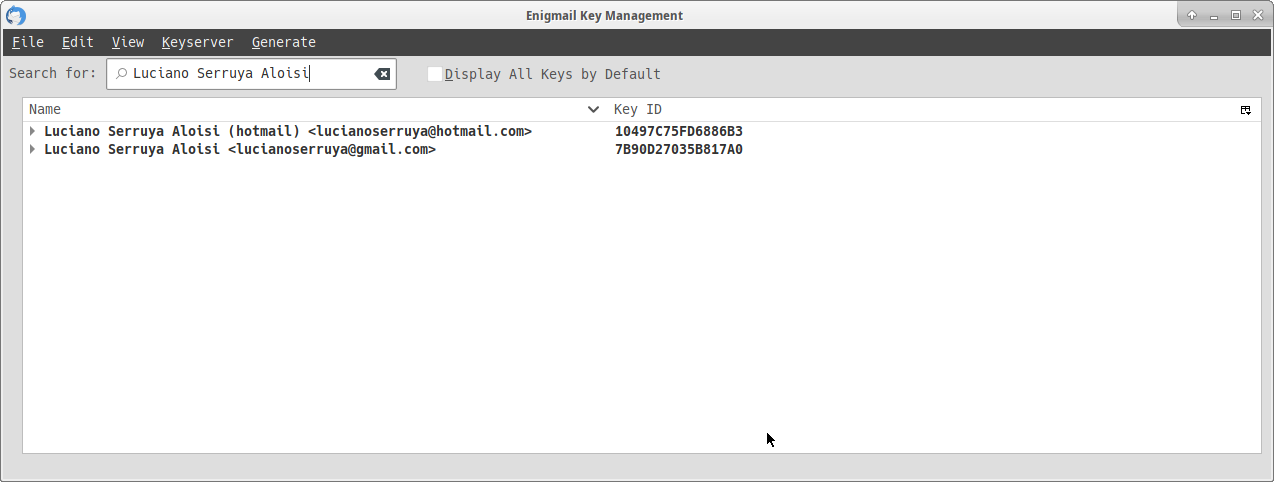 Enigmail Key Management
File Edit View Keyserver Generate
Search for: Luciano Serruya Aloisi Display All Keys by Default
Name Key ID
Luciano Serruya Aloisi (hotmail) <lucianoserruya@hotmail.com> 10497C75FD6886B3
Luciano Serruya Aloisi <lucianoserruya@gmail.com> 7B90D27035B817A0